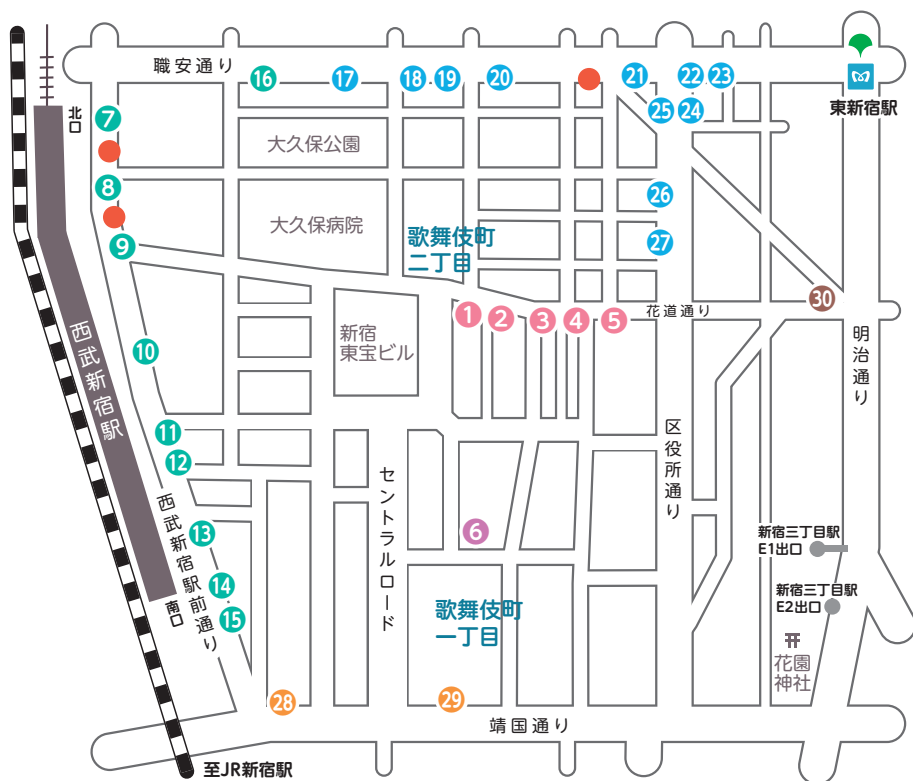 職安通り
16
17
18
19
20
21
22
23
東新宿駅
北口
7
25
24
大久保公園
8
26
大久保病院
9
歌舞伎町
二丁目
27
30
1
2
3
4
5
花道通り
新宿
東宝ビル
10
西武新宿駅
明治通り
11
12
区役所通り
セントラルロード
西武新宿駅前通り
13
6
新宿三丁目駅
E1出口
14
南口
15
歌舞伎町
一丁目
新宿三丁目駅
E2出口
花園
神社
28
29
靖国通り
至JR新宿駅